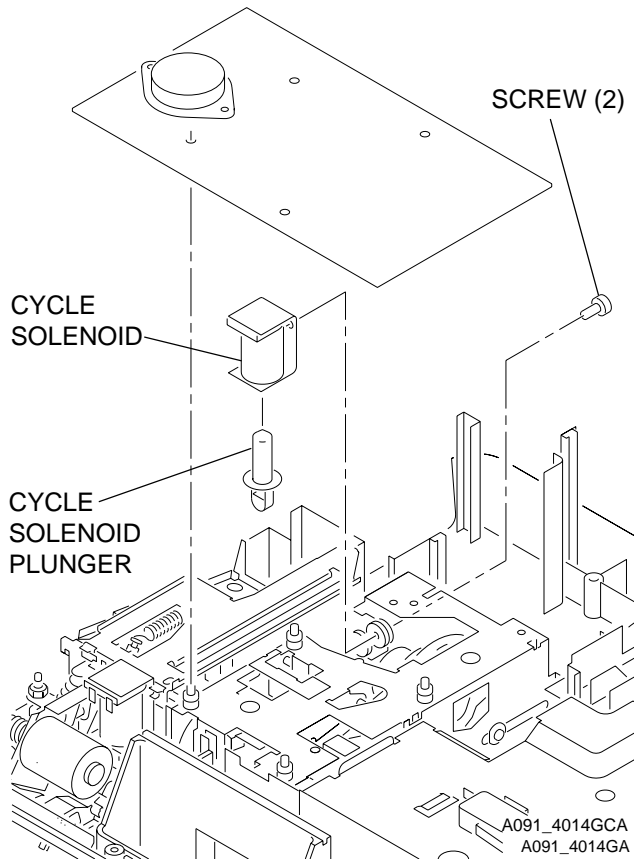 SCREW (2)
CYCLE
SOLENOID
CYCLE
SOLENOID
PLUNGER
A091_4014GCA
A091_4014GA